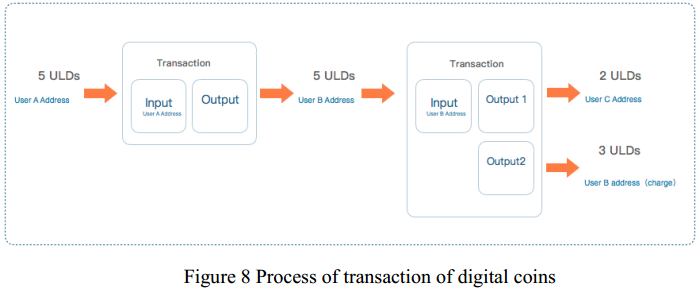 5 ULDs
User A Address
Transaction
Input
User A Address
Output
5 ULDs
User B Address
Transaction
Input
User B Address
Output 1
Output2
2 ULDs
User C Address
3 ULDs
User B address（charge）
Figure 8 Process of transaction of digital coins